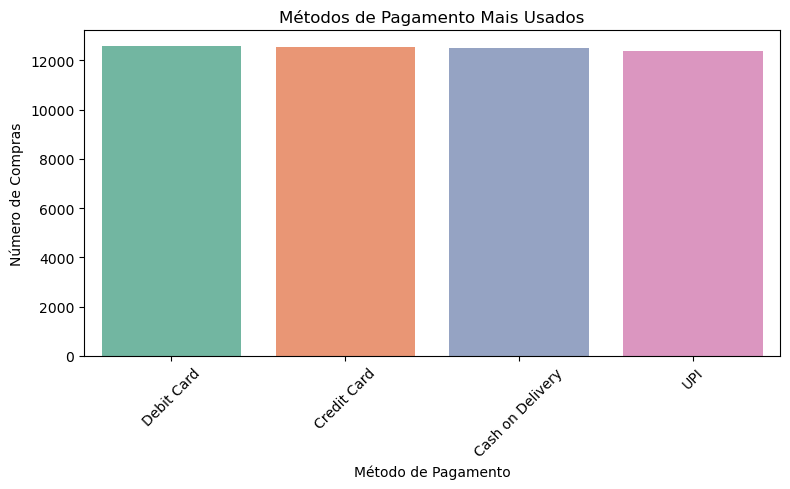 Métodos de Pagamento Mais Usados
Número de Compras
12000
10000
8000
6000
4000
2000
0
Debit Card
Credit Card
Cash on Delivery
UPI
Método de Pagamento